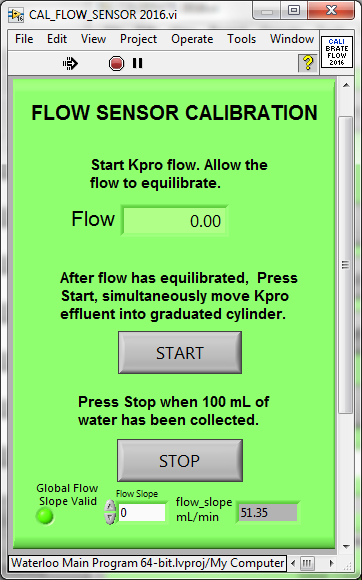 CAL_FLOW_SENSOR 2016.vi
File Edit View Project Operate Tools Window
CALI
BRATE
FLOW
2016
?
FLOW SENSOR CALIBRATION
Start Kpro flow. Allow the
flow to equilibrate.
Flow 0.00
After flow has equilibrated, Press
Start, simultaneously move Kpro
effluent into graduated cylinder.
START
Press Stop when 100 mL of
water has been collected.
STOP
Global Flow
Slope Valid
Flow Slope
0
flow_slope
mL/min
51.35
Waterloo Main Program 64-bit.lvproj/My Computer